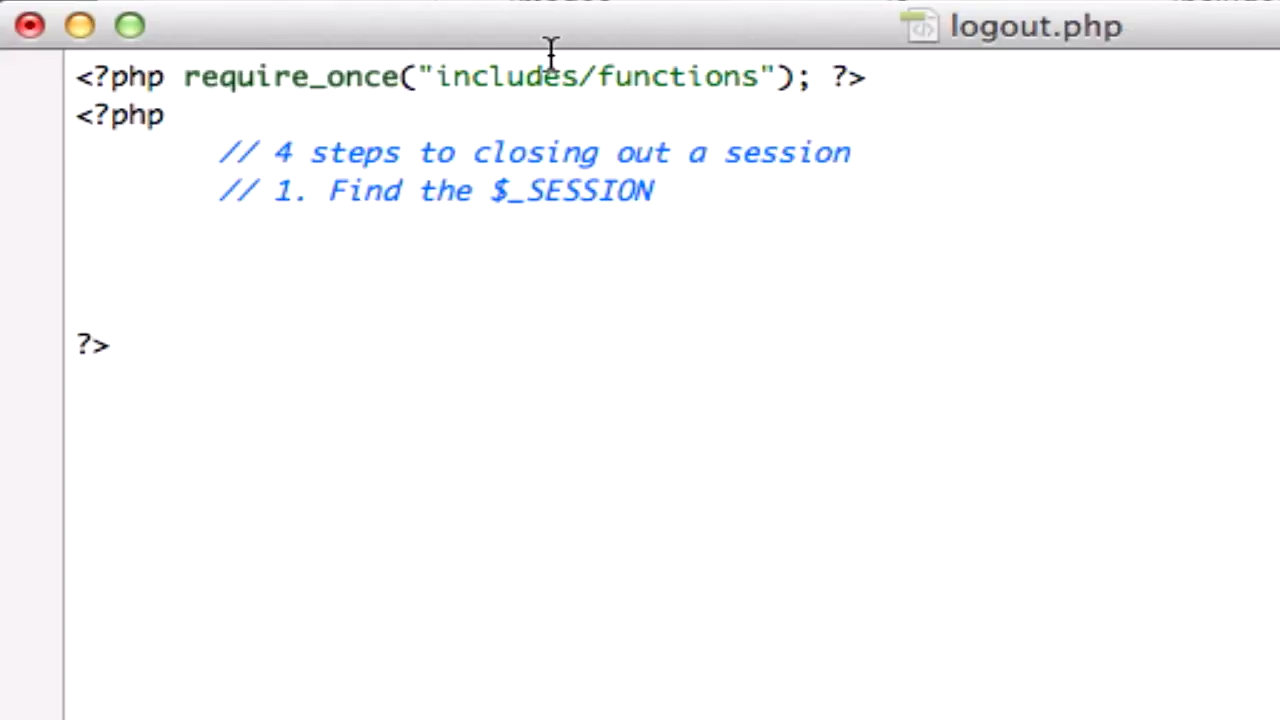 logout.php
<?php require_once("includes/functions"); ?>
<?php
// 4 steps to closing out a session
// 1. Find the $_SESSION
?>